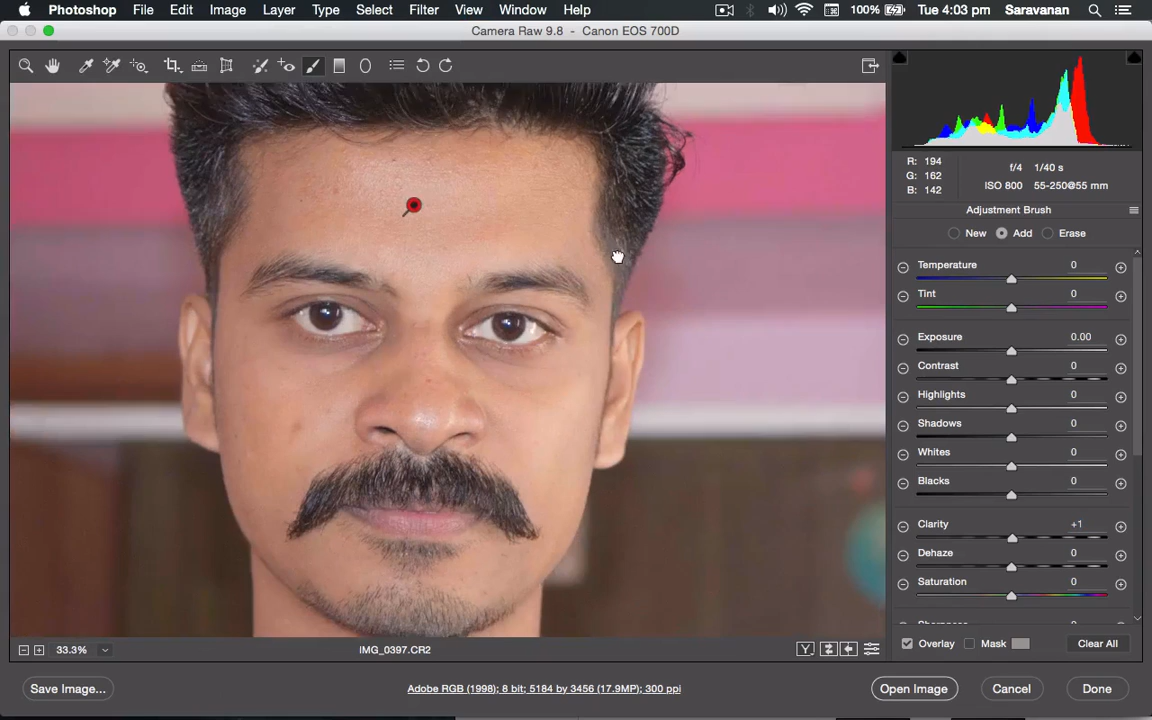 Photoshop File Edit Image Layer Type Select Filter View Window Help 100% Tue 4:03 pm Saravanan
Camera Raw 9.8 - Canon EOS 700D
R: 194
G: 162
B: 142
f/4 1/40 s
ISO 800 55-250@55 mm
Adjustment Brush
New Add Erase
Temperature 0
Tint 0
Exposure 0.00
Contrast 0
Highlights 0
Shadows 0
Whites 0
Blacks 0
Clarity +1
Dehaze 0
Saturation 0
33.3% IMG_0397.CR2 Y Overlay Mask Clear All
Save Image... Adobe RGB (1998); 8 bit; 5184 by 3456 (17.9MP); 300 ppi Open Image Cancel Done